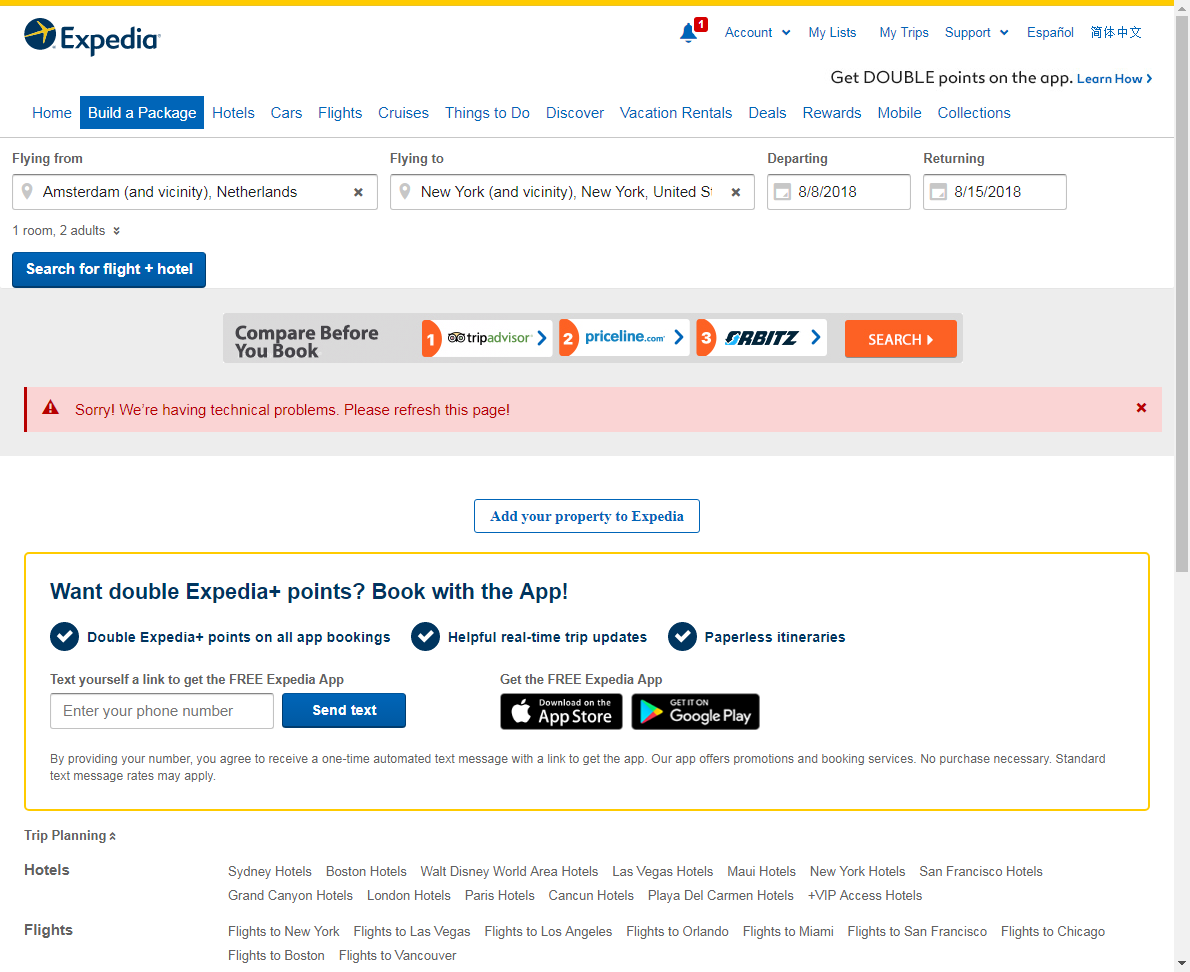 Expedia
1
Account
My Lists
My Trips
Support
Español
简体中文
Get DOUBLE points on the app. Learn How
Home
Build a Package
Hotels
Cars
Flights
Cruises
Things to Do
Discover
Vacation Rentals
Deals
Rewards
Mobile
Collections
Flying from
Flying to
Departing
Returning
Amsterdam (and vicinity), Netherlands
New York (and vicinity), New York, United S
8/8/2018
8/15/2018
1 room, 2 adults
Search for flight + hotel
Compare Before
You Book
1 tripadvisor
2 priceline.com
3 ORBITZ
SEARCH
Sorry! We're having technical problems. Please refresh this page!
Add your property to Expedia
Want double Expedia+ points? Book with the App!
Double Expedia+ points on all app bookings
Helpful real-time trip updates
Paperless itineraries
Text yourself a link to get the FREE Expedia App
Get the FREE Expedia App
Enter your phone number
Send text
Download on the
App Store
GET IT ON
Google Play
By providing your number, you agree to receive a one-time automated text message with a link to get the app. Our app offers promotions and booking services. No purchase necessary. Standard
text message rates may apply.
Trip Planning
Hotels
Sydney Hotels Boston Hotels Walt Disney World Area Hotels Las Vegas Hotels Maui Hotels New York Hotels San Francisco Hotels
Grand Canyon Hotels London Hotels Paris Hotels Cancun Hotels Playa Del Carmen Hotels +VIP Access Hotels
Flights
Flights to New York Flights to Las Vegas Flights to Los Angeles Flights to Orlando Flights to Miami Flights to San Francisco Flights to Chicago
Flights to Boston Flights to Vancouver